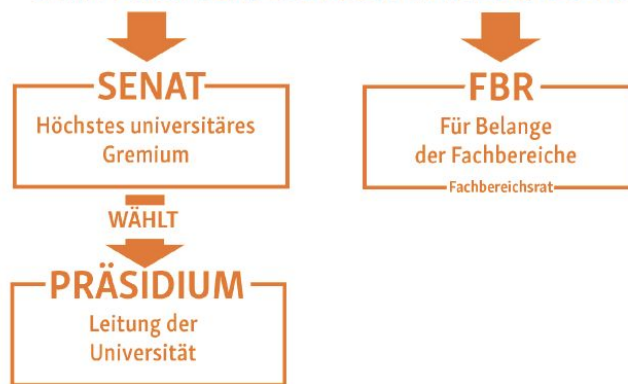 SENAT
Höchstes universitäres
Gremium
WÄHLT
PRÄSIDIUM
Leitung der
Universität
FBR
Für Belange
der Fachbereiche
Fachbereichsrat